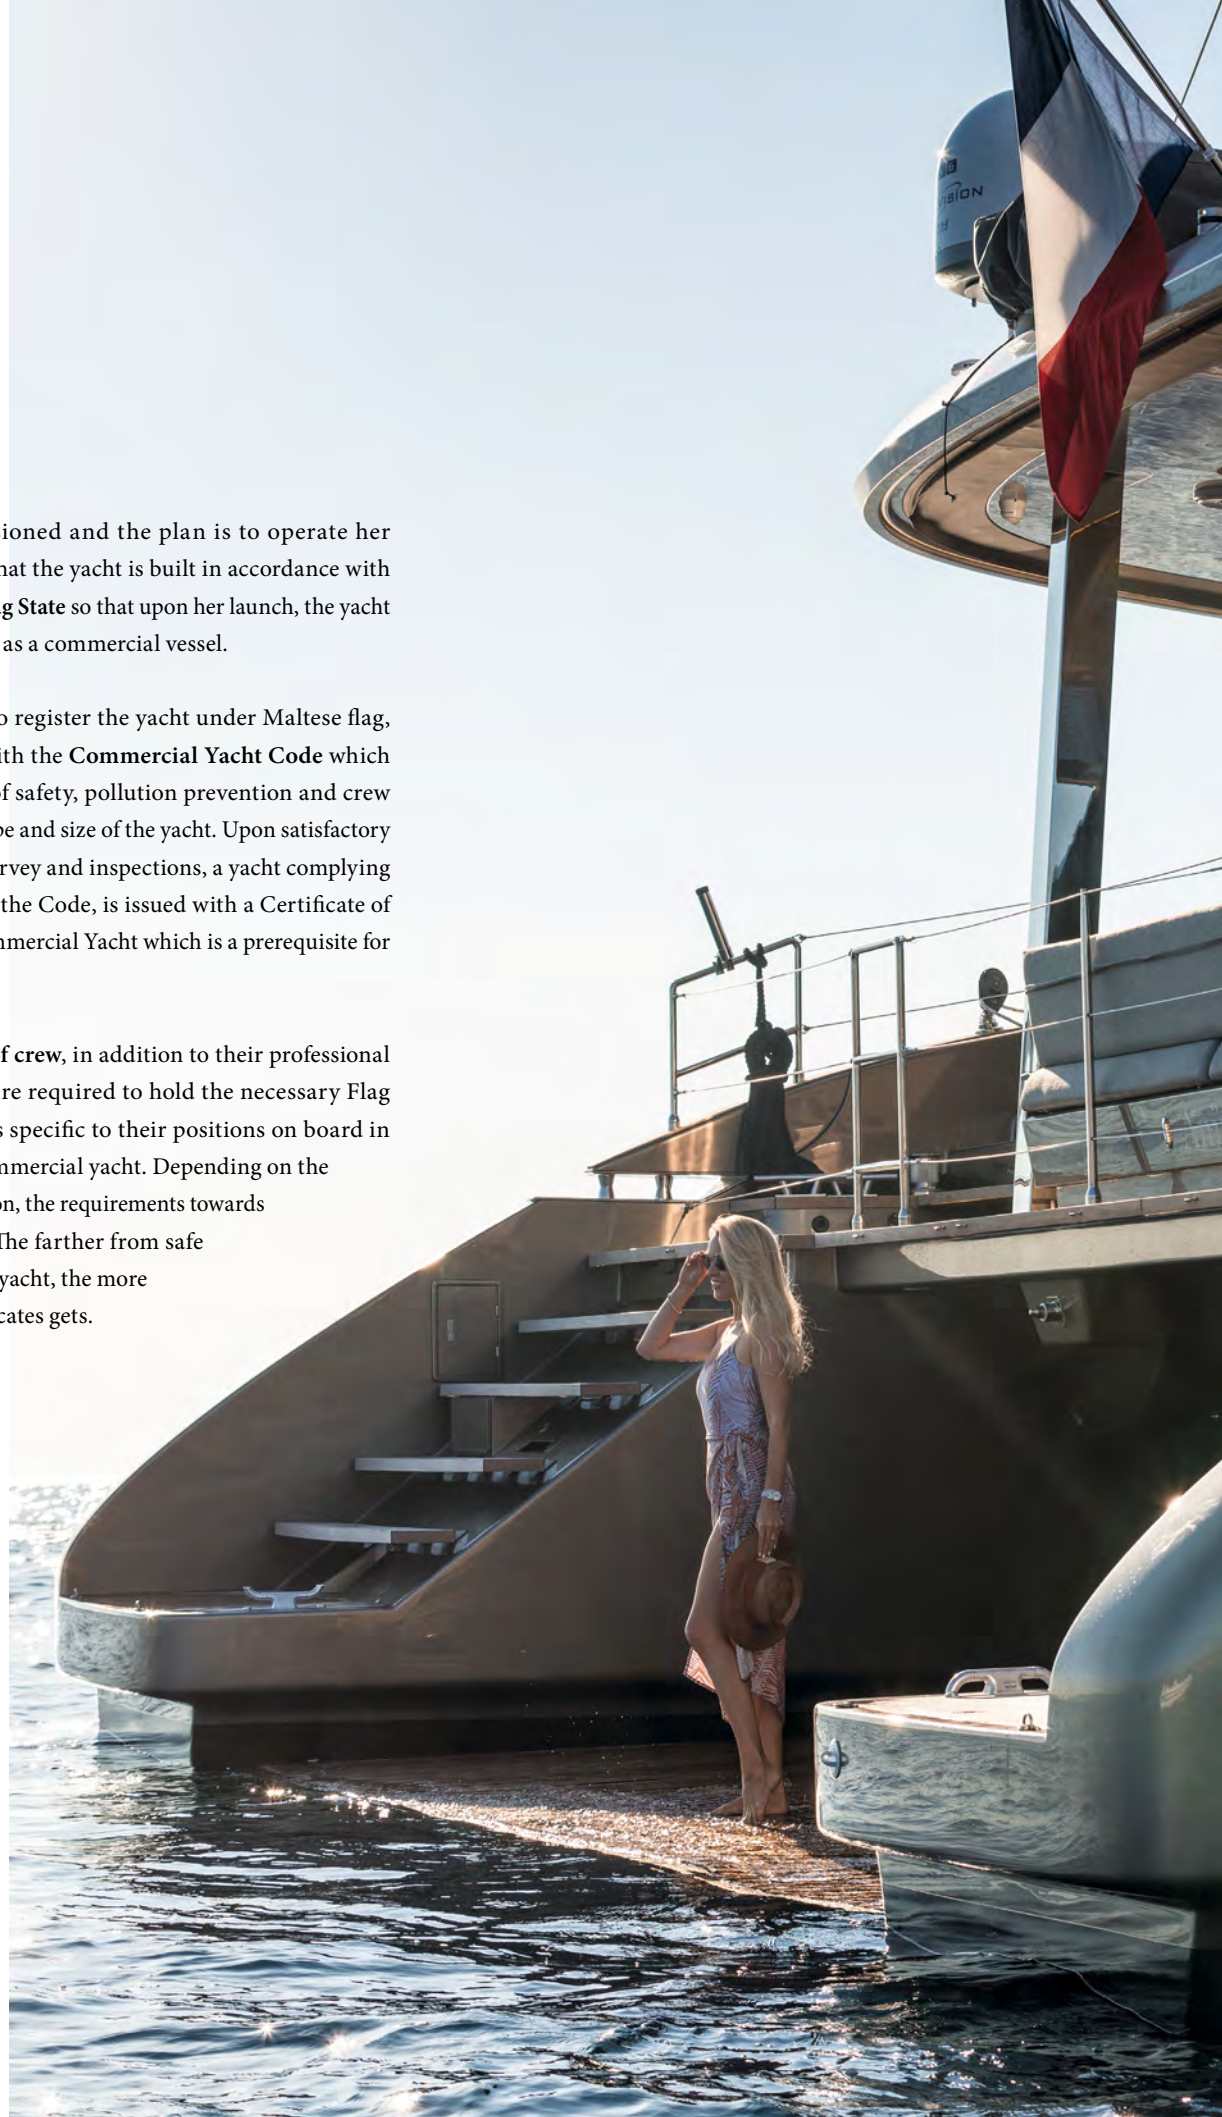 ioned and the plan is to operate her
hat the yacht is built in accordance with
g State so that upon her launch, the yacht
as a commercial vessel.
o register the yacht under Maltese flag,
ith the Commercial Yacht Code which
of safety, pollution prevention and crew
pe and size of the yacht. Upon satisfactory
rvey and inspections, a yacht complying
the Code, is issued with a Certificate of
mmercial Yacht which is a prerequisite for
f crew, in addition to their professional
re required to hold the necessary Flag
s specific to their positions on board in
mmercial yacht. Depending on the
on, the requirements towards
The farther from safe
yacht, the more
cates gets.
VISION